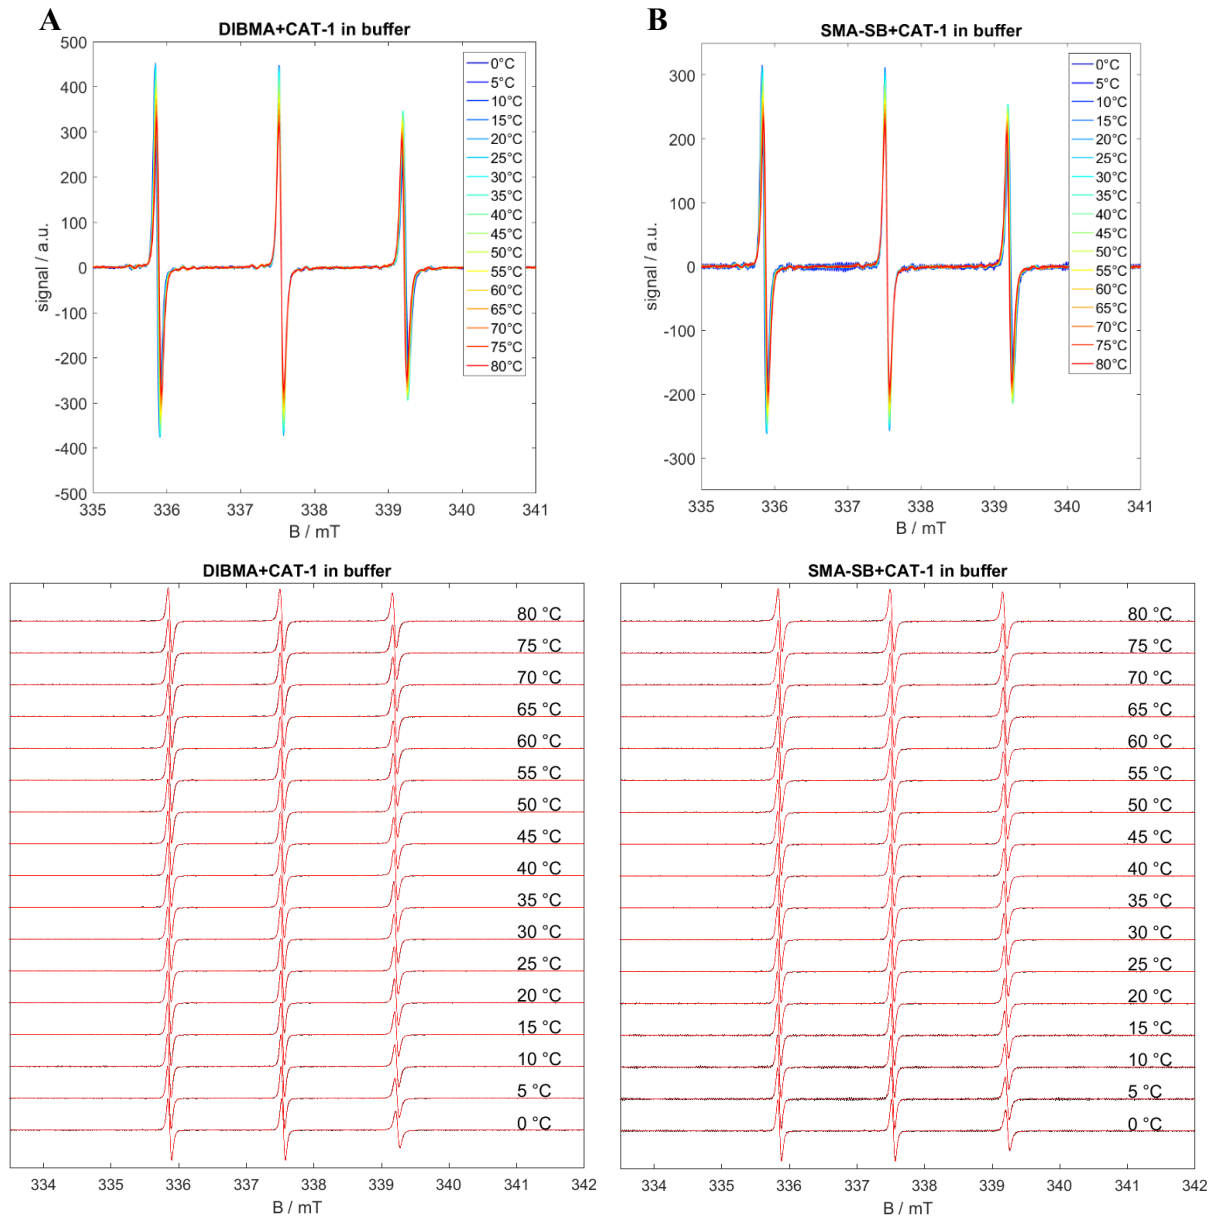 A
DIBMA+CAT-1 in buffer
500
400
300
200
100
0
-100
-200
-300
-400
-500
signal / a.u.
335
336
337
338
339
340
341
B / mT
0°C
5°C
10°C
15°C
20°C
25°C
30°C
35°C
40°C
45°C
50°C
55°C
60°C
65°C
70°C
75°C
80°C
B
SMA-SB+CAT-1 in buffer
300
200
100
0
-100
-200
-300
signal / a.u.
335
336
337
338
339
340
341
B / mT
0°C
5°C
10°C
15°C
20°C
25°C
30°C
35°C
40°C
45°C
50°C
55°C
60°C
65°C
70°C
75°C
80°C
DIBMA+CAT-1 in buffer
80 °C
75 °C
70 °C
65 °C
60 °C
55 °C
50 °C
45 °C
40 °C
35 °C
30 °C
25 °C
20 °C
15 °C
10 °C
5 °C
0 °C
334
335
336
337
338
339
340
341
342
B / mT
SMA-SB+CAT-1 in buffer
80 °C
75 °C
70 °C
65 °C
60 °C
55 °C
50 °C
45 °C
40 °C
35 °C
30 °C
25 °C
20 °C
15 °C
10 °C
5 °C
0 °C
334
335
336
337
338
339
340
341
342
B / mT